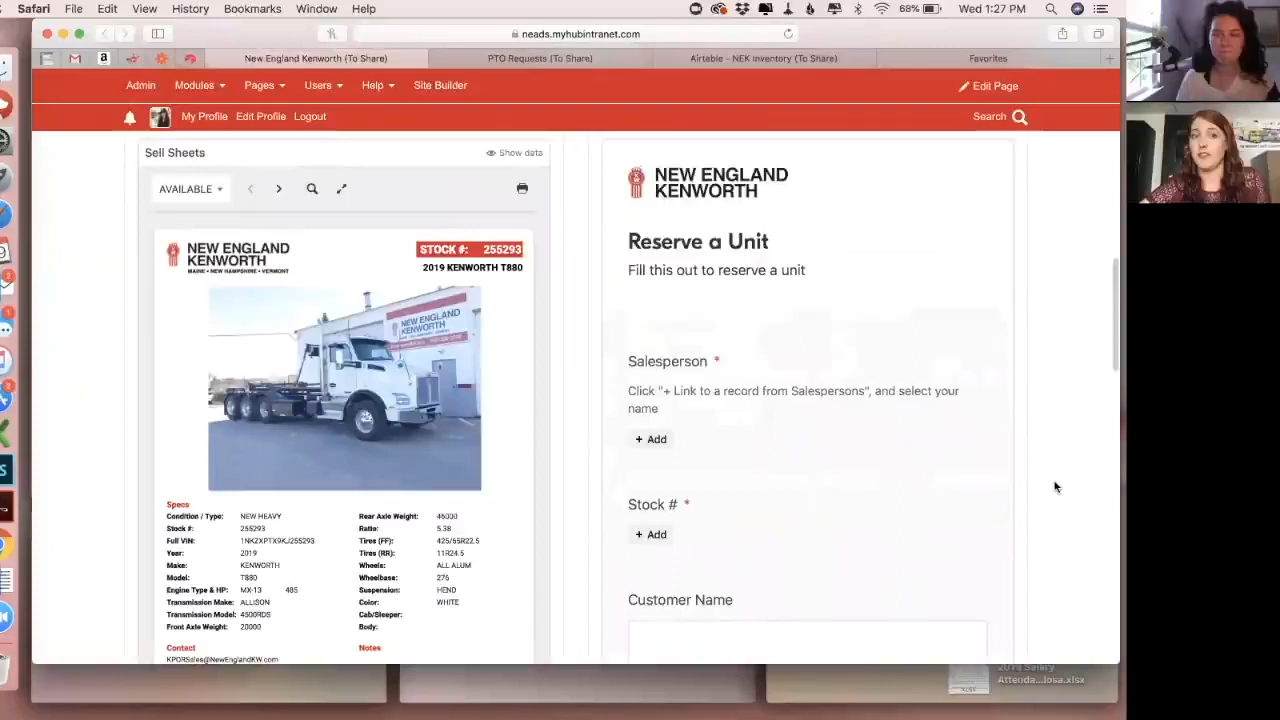 Safari File Edit View History Bookmarks Window Help 68% Wed 1:27 PM
neads.myhubintranet.com
New England Kenworth (To Share) PTO Requests (To Share) Airtable - NEK Inventory (To Share) Favorites
Admin Modules Pages Users Help Site Builder Edit Page
My Profile Edit Profile Logout Search
Sell Sheets Show data
AVAILABLE
NEW ENGLAND
KENWORTH
MAINE • NEW HAMPSHIRE • VERMONT
STOCK #: 255293
2019 KENWORTH T880
NEW ENGLAND
KENWORTH
Specs
Condition / Type: NEW HEAVY
Stock #: 255293
Full VIN: 1NKZXPTX9KJ255293
Year: 2019
Make: KENWORTH
Model: T880
Engine Type & HP: MX-13 485
Transmission Make: ALLISON
Transmission Model: 4500RDS
Front Axle Weight: 20000
Rear Axle Weight: 46000
Ratio: 5.38
Tires (FF): 425/65R22.5
Tires (RR): 11R24.5
Wheels: ALL ALUM
Wheelbase: 276
Suspension: HEND
Color: WHITE
Cab/Sleeper:
Body:
Contact
KPORSales@NewEnglandKW.com
Notes
NEW ENGLAND
KENWORTH
Reserve a Unit
Fill this out to reserve a unit
Salesperson *
Click "+ Link to a record from Salespersons", and select your
name
+ Add
Stock # *
+ Add
Customer Name
2018 Salary
Attenda...losa.xlsx